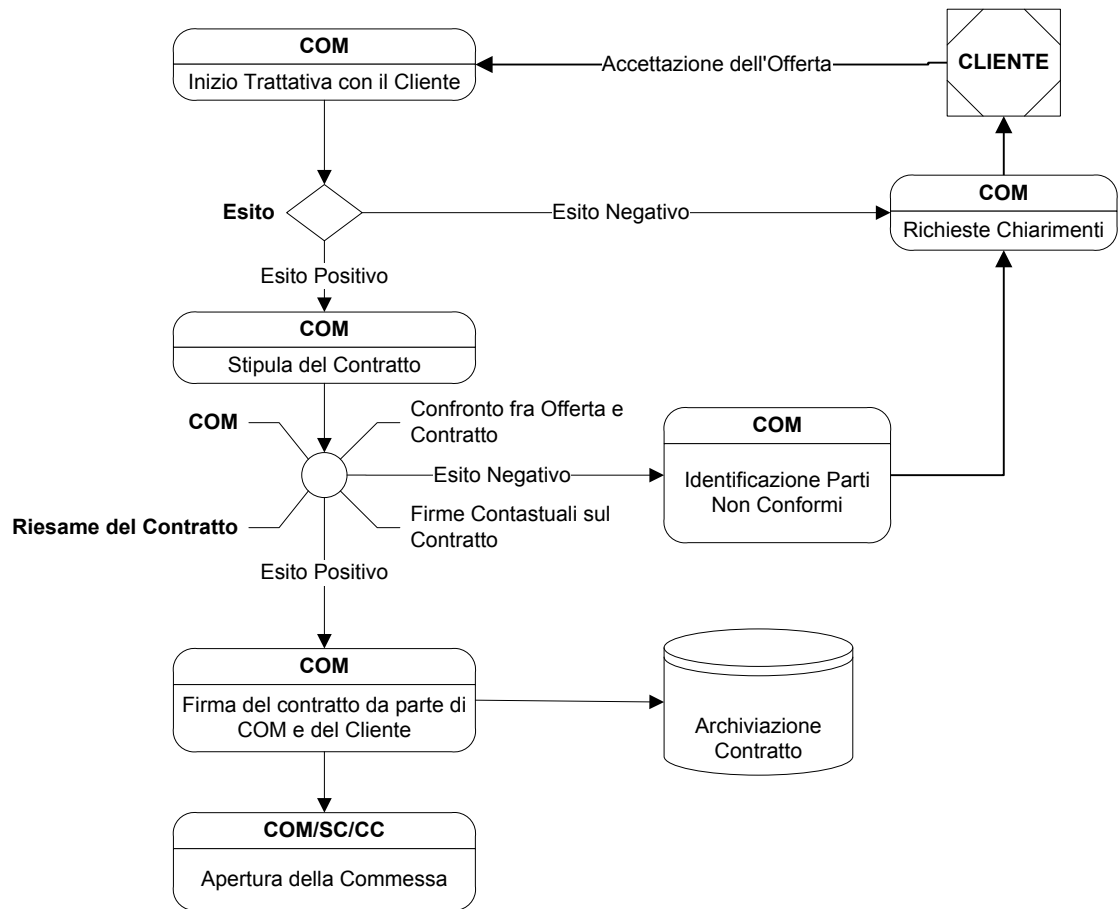 COM
Inizio Trattativa con il Cliente
Accettazione dell'Offerta
CLIENTE
COM
Richieste Chiarimenti
Esito
Esito Negativo
Esito Positivo
COM
Stipula del Contratto
COM
Confronto fra Offerta e
Contratto
Esito Negativo
COM
Identificazione Parti
Non Conformi
Riesame del Contratto
Firme Contastuali sul
Contratto
Esito Positivo
COM
Firma del contratto da parte di
COM e del Cliente
Archiviazione
Contratto
COM/SC/CC
Apertura della Commessa